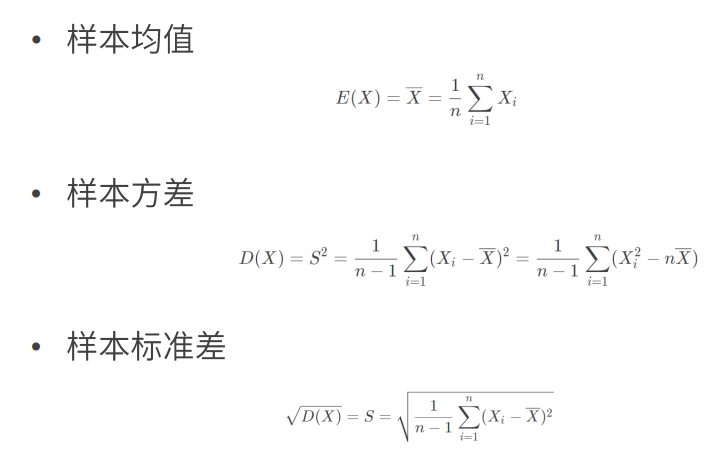 • 样本均值
$E(X) = \overline{X} = \frac{1}{n} \sum_{i=1}^{n} X_i$
• 样本方差
$D(X) = S^2 = \frac{1}{n-1} \sum_{i=1}^{n} (X_i - \overline{X})^2 = \frac{1}{n-1} \sum_{i=1}^{n} (X_i^2 - n\overline{X})$
• 样本标准差
$\sqrt{D(X)} = S = \sqrt{\frac{1}{n-1} \sum_{i=1}^{n} (X_i - \overline{X})^2}$